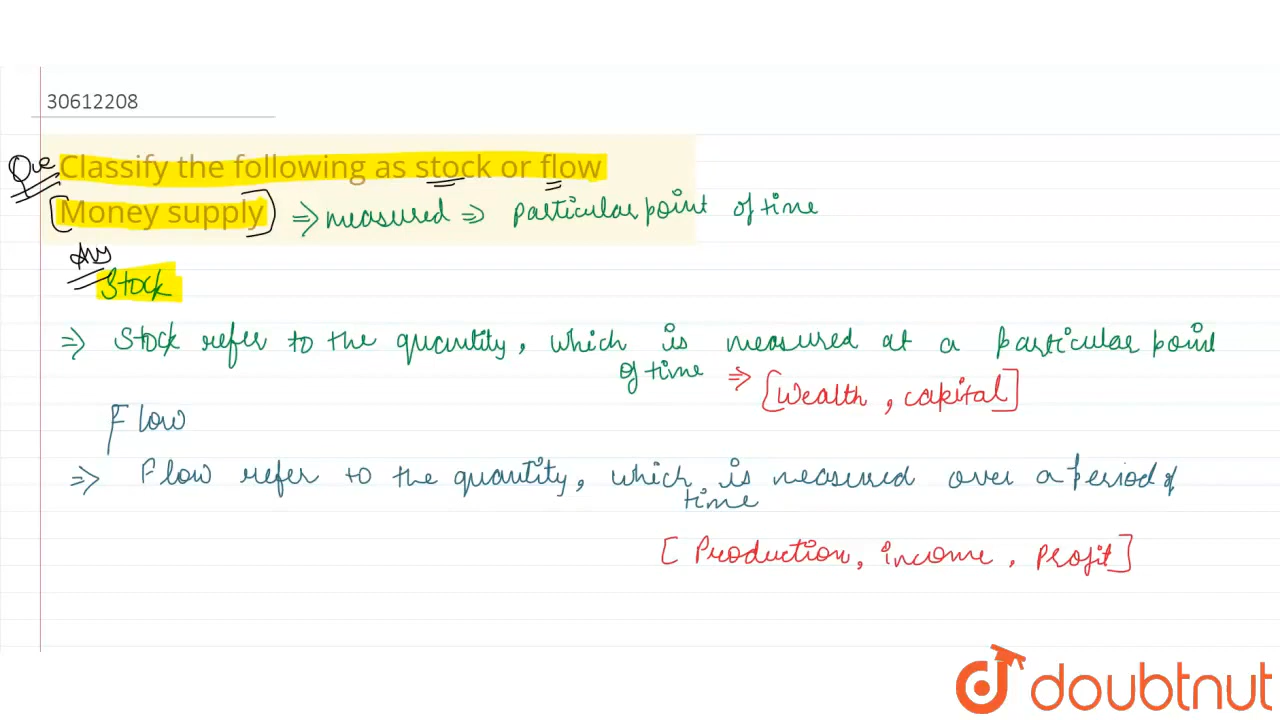 30612208
Que Classify the following as stock or flow
[Money supply] ⇒ measured ⇒ particular point of time
Ans
Stock
⇒ Stock refer to the quantity, which is measured at a particular point
of time ⇒ [Wealth, capital]
Flow
⇒ Flow refer to the quantity, which is measured over a period of
time
[Production, income, Profit]
doubtnut